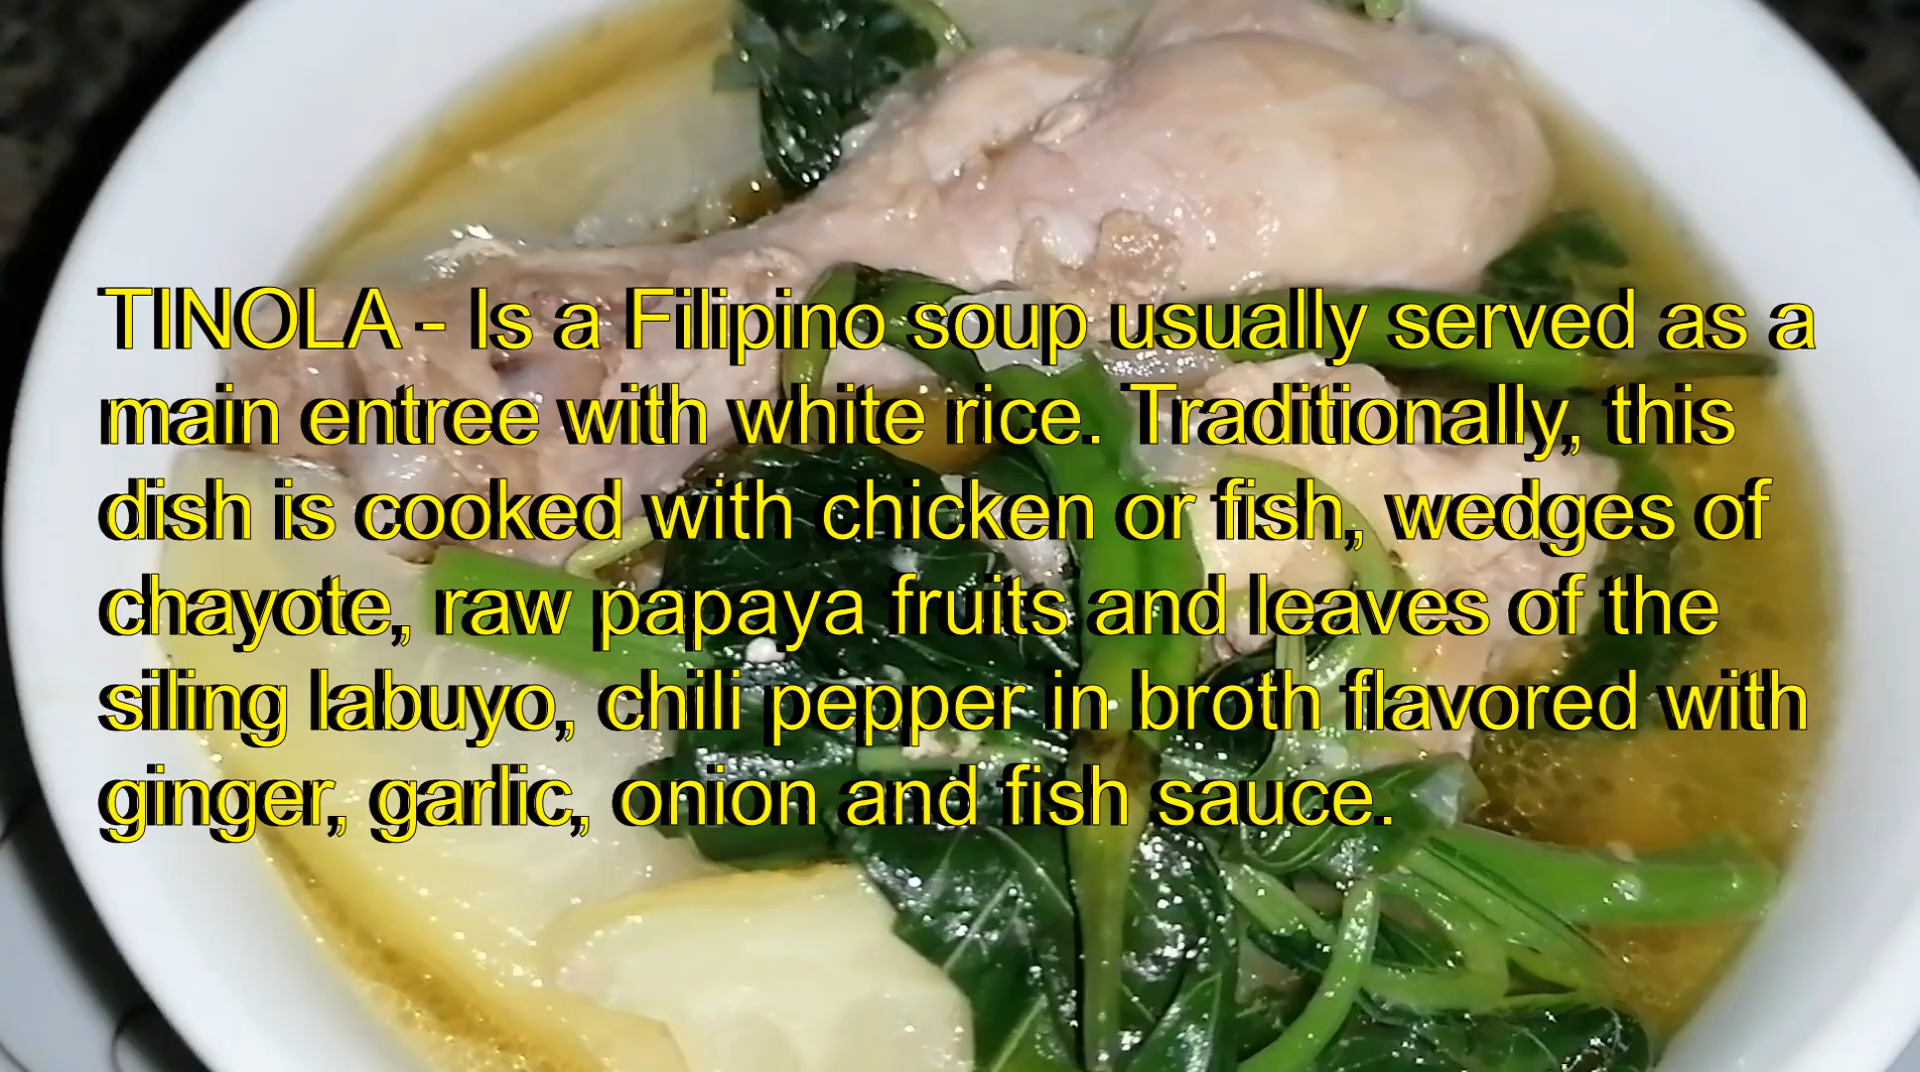 TINOLA - Is a Filipino soup usually served as a
main entree with white rice. Traditionally, this
dish is cooked with chicken or fish, wedges of
chayote, raw papaya fruits and leaves of the
siling labuyo, chili pepper in broth flavored with
ginger, garlic, onion and fish sauce.